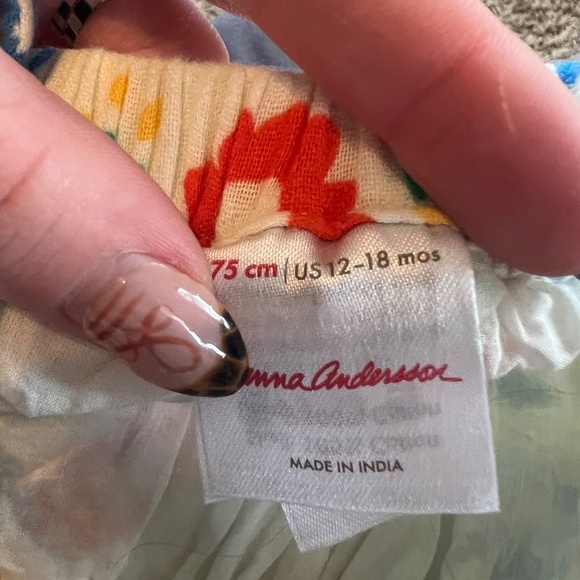 75 cm | US 12-18 mos
nna Andersson
MADE IN INDIA